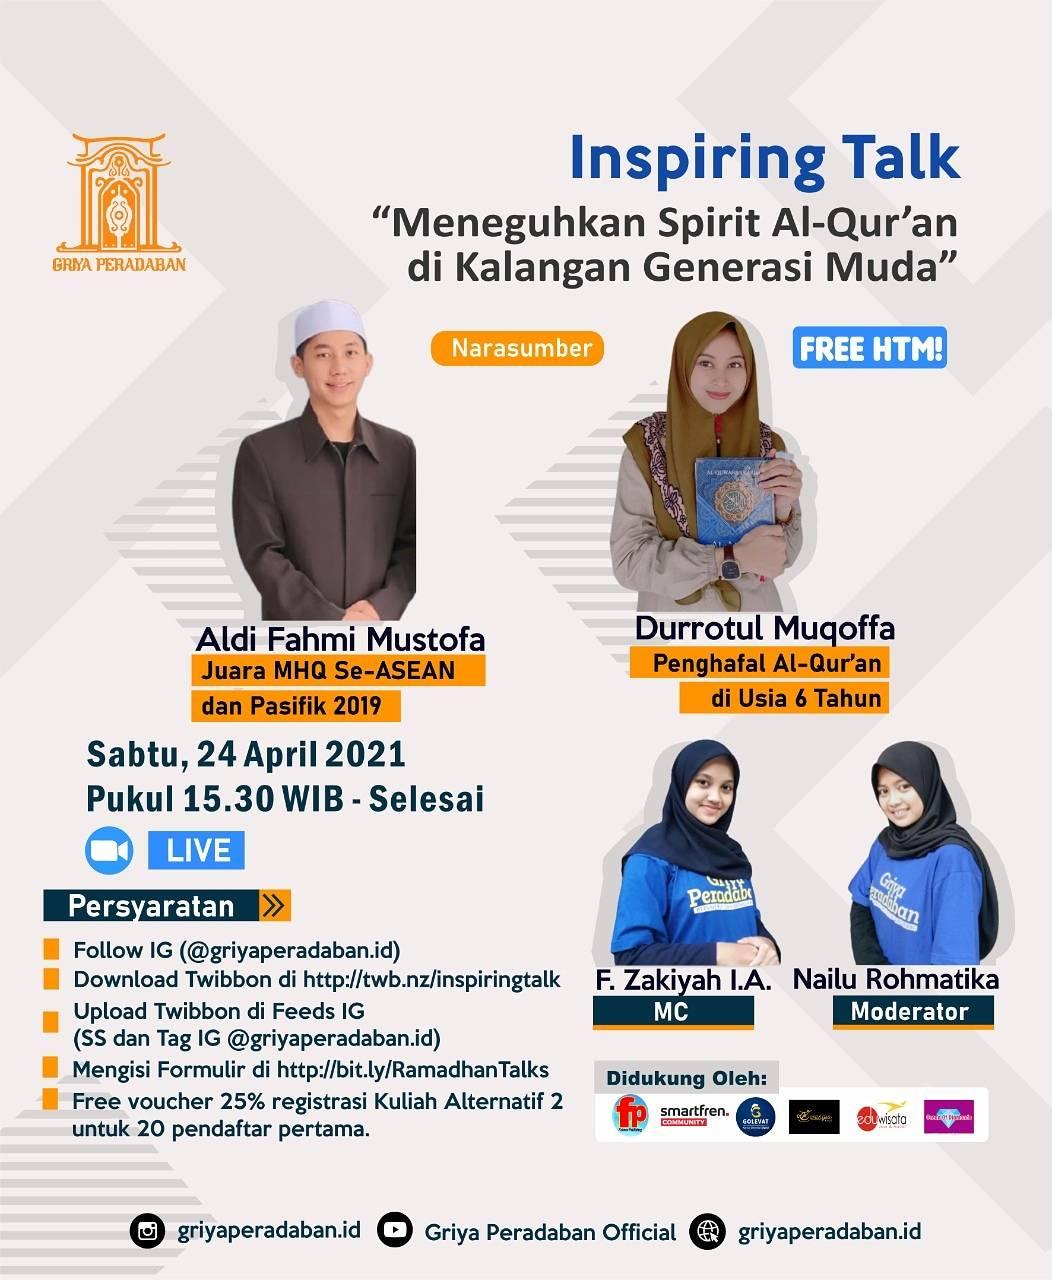 GRIYA PERADABAN
Inspiring Talk
“Meneguhkan Spirit Al-Qur’an
di Kalangan Generasi Muda”
Narasumber
FREE HTM!
Aldi Fahmi Mustofa
Juara MHQ Se-ASEAN
dan Pasifik 2019
Durrotul Muqoffa
Penghafal Al-Qur’an
di Usia 6 Tahun
Sabtu, 24 April 2021
Pukul 15.30 WIB - Selesai
LIVE
Persyaratan
Follow IG (@griyaperadaban.id)
Download Twibbon di http://twb.nz/inspiringtalk
Upload Twibbon di Feeds IG
(SS dan Tag IG @griyaperadaban.id)
Mengisi Formulir di http://bit.ly/RamadhanTalks
Free voucher 25% registrasi Kuliah Alternatif 2
untuk 20 pendaftar pertama.
Griya
Peradaban
F. Zakiyah I.A.
MC
Nailu Rohmatika
Moderator
Didukung Oleh:
fp
smartfren.
COMMUNITY
GOLEVAT
eduwisata
griyaperadaban.id
Griya Peradaban Official
griyaperadaban.id